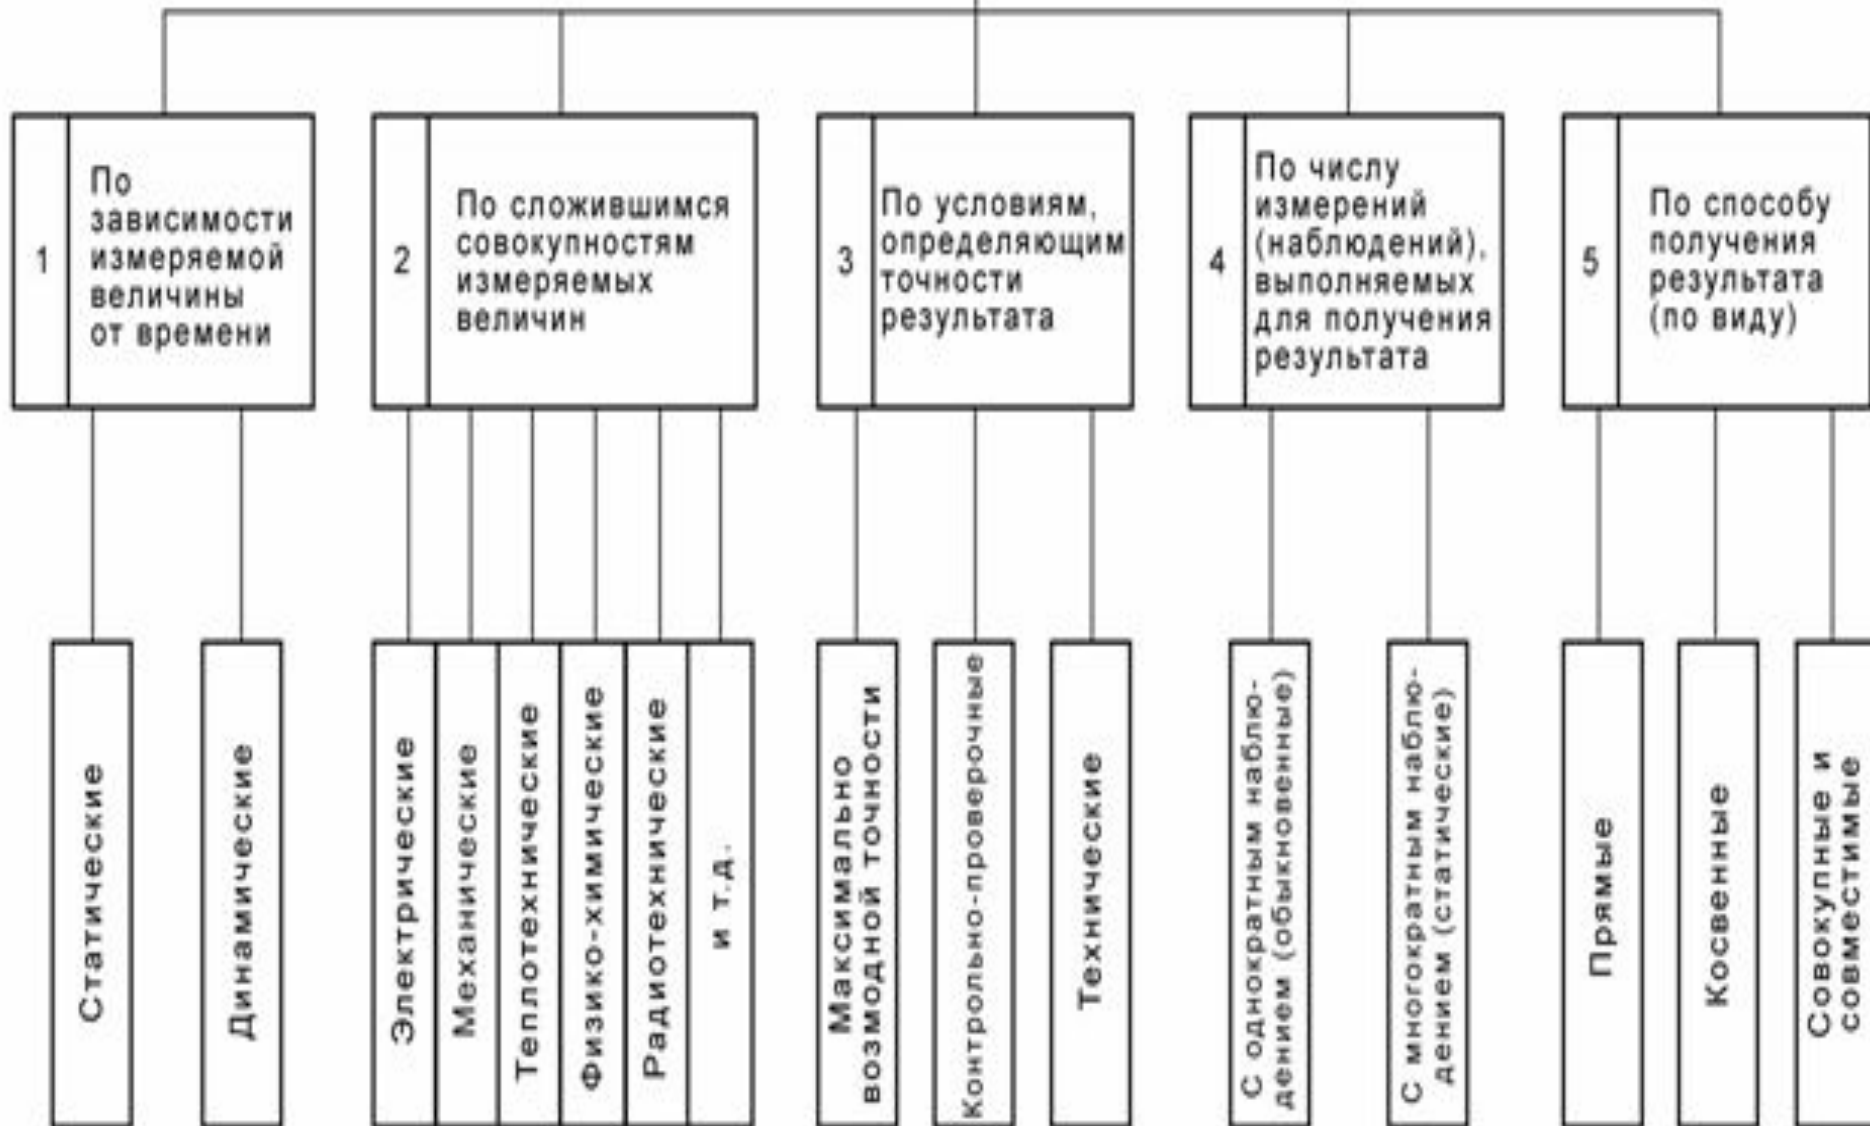 1
По
зависимости
измеряемой
величины
от времени
2
По сложившимся
совокупностям
измеряемых
величин
3
По условиям,
определяющим
точности
результата
4
По числу
измерений
(наблюдений),
выполняемых
для получения
результата
5
По способу
получения
результата
(по виду)
Статические
Динамические
Электрические
Механические
Теплотехнические
Физико-химические
Радиотехнические
и т.д.
Максимально
возмодной точности
Контрольно-проверочные
Технические
С однократным наблю-
дением (обыкновенные)
С многократным наблю-
дением (статические)
Прямые
Косвенные
Совокупные и
совместимые